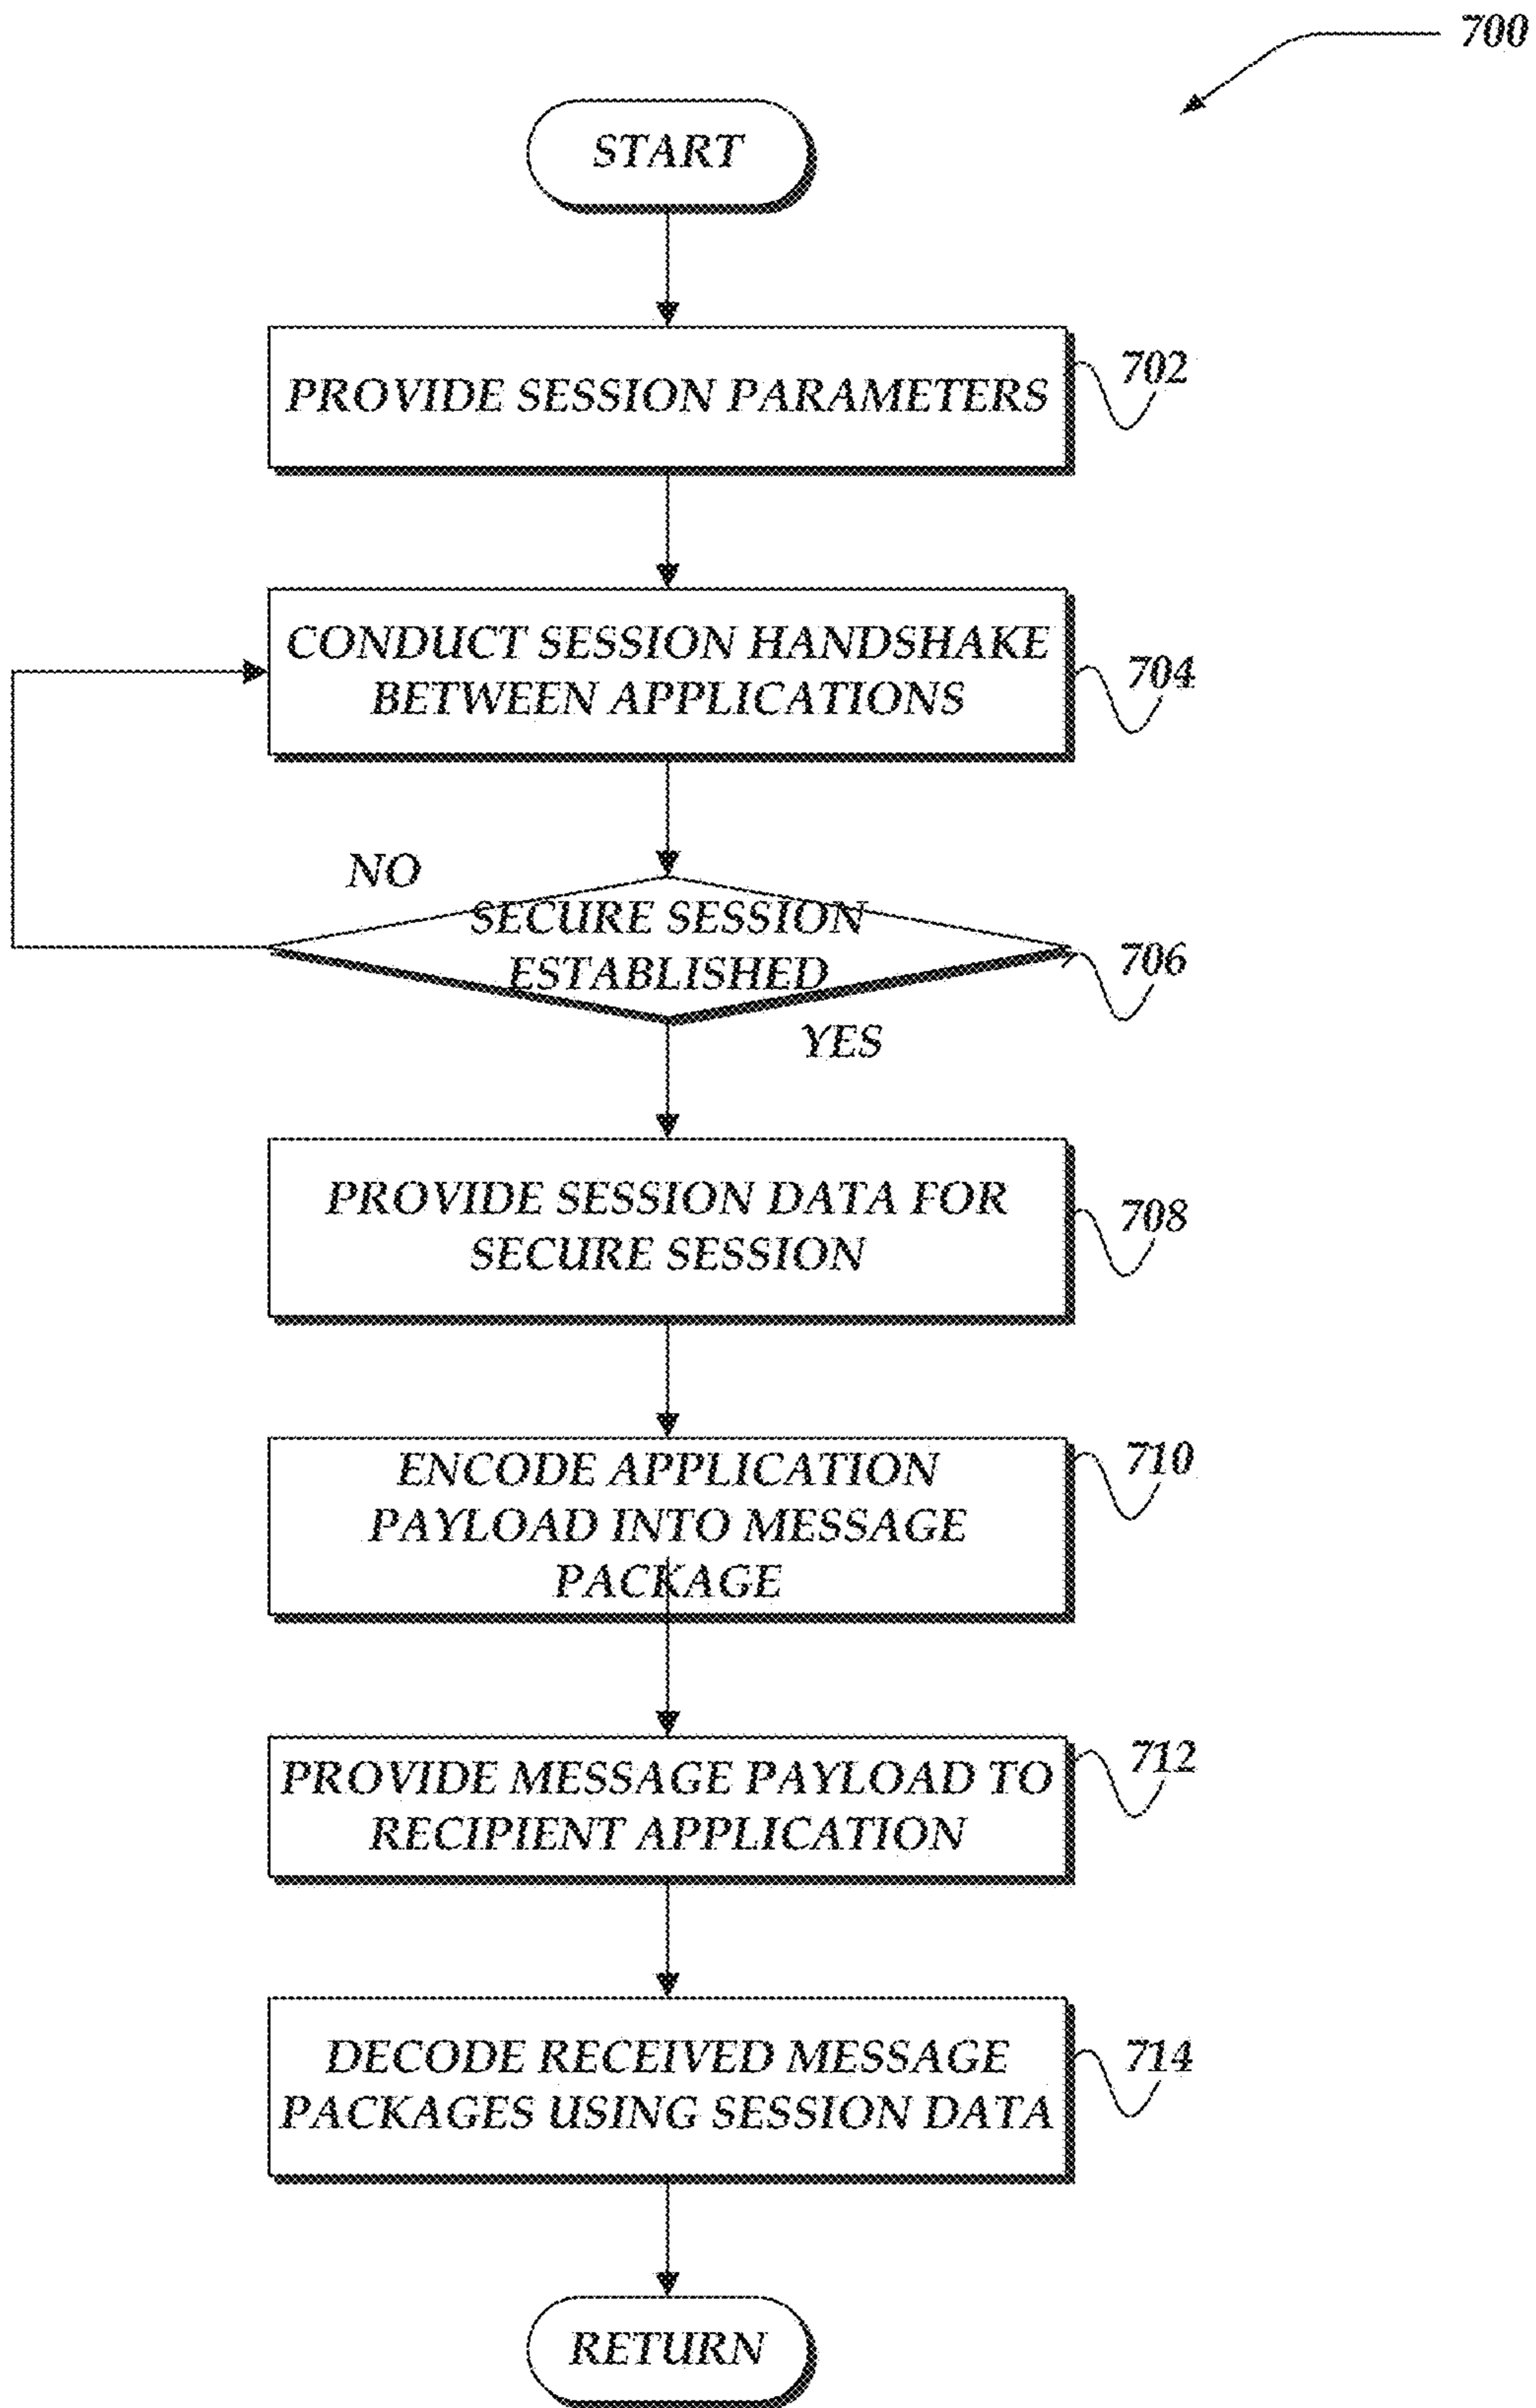 700
START
PROVIDE SESSION PARAMETERS
702
CONDUCT SESSION HANDSHAKE
BETWEEN APPLICATIONS
704
NO
SECURE SESSION
ESTABLISHED
706
YES
PROVIDE SESSION DATA FOR
SECURE SESSION
708
ENCODE APPLICATION
PAYLOAD INTO MESSAGE
PACKAGE
710
PROVIDE MESSAGE PAYLOAD TO
RECIPIENT APPLICATION
712
DECODE RECEIVED MESSAGE
PACKAGES USING SESSION DATA
714
RETURN